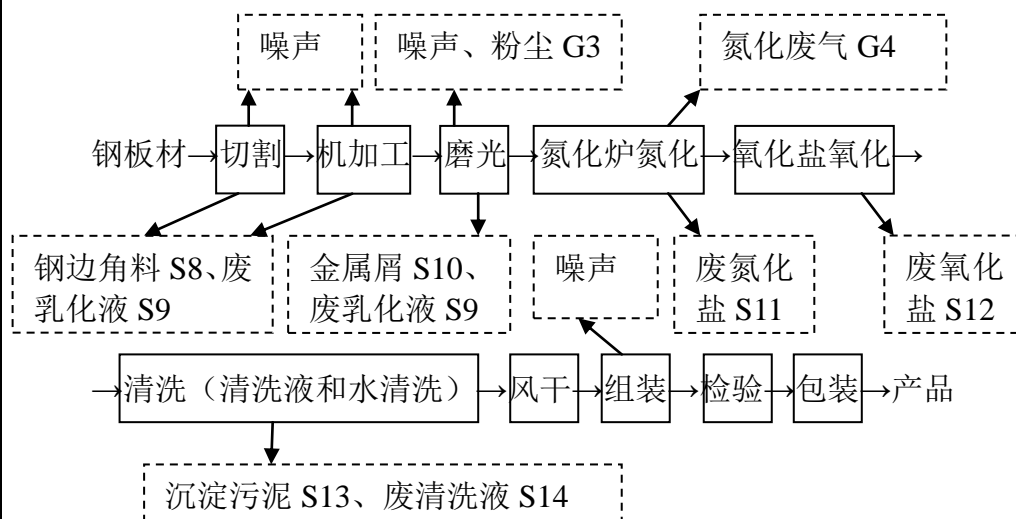 噪声
噪声、粉尘 G3
氮化废气 G4
钢板材→切割→机加工→磨光→氮化炉氮化→氧化盐氧化→
钢边角料 S8、废
乳化液 S9
金属屑 S10、
废乳化液 S9
噪声
废氮化
盐 S11
废氧化
盐 S12
→清洗（清洗液和水清洗）→风干→组装→检验→包装→产品
沉淀污泥 S13、废清洗液 S14